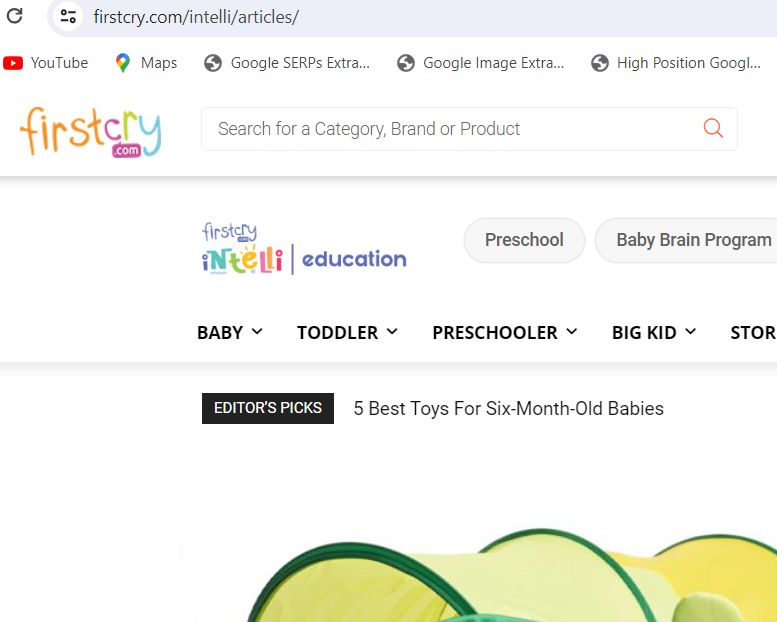 firstcry.com/intelli/articles/
YouTube Maps Google SERPs Extra... Google Image Extra... High Position Googl...
firstcry
.com
Search for a Category, Brand or Product
firstcry
intelli education
Preschool Baby Brain Program
BABY TODDLER PRESCHOOLER BIG KID STOR
EDITOR'S PICKS 5 Best Toys For Six-Month-Old Babies